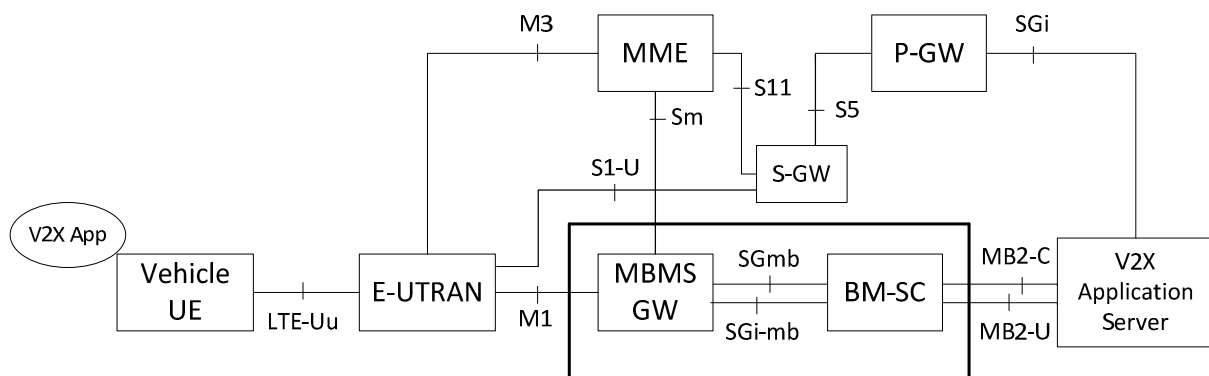 M3
MME
P-GW
SGi
S11
S5
Sm
S1-U
S-GW
V2X App
Vehicle
UE
LTE-Uu
E-UTRAN
M1
MBMS
GW
SGmb
SGi-mb
BM-SC
MB2-C
MB2-U
V2X
Application
Server